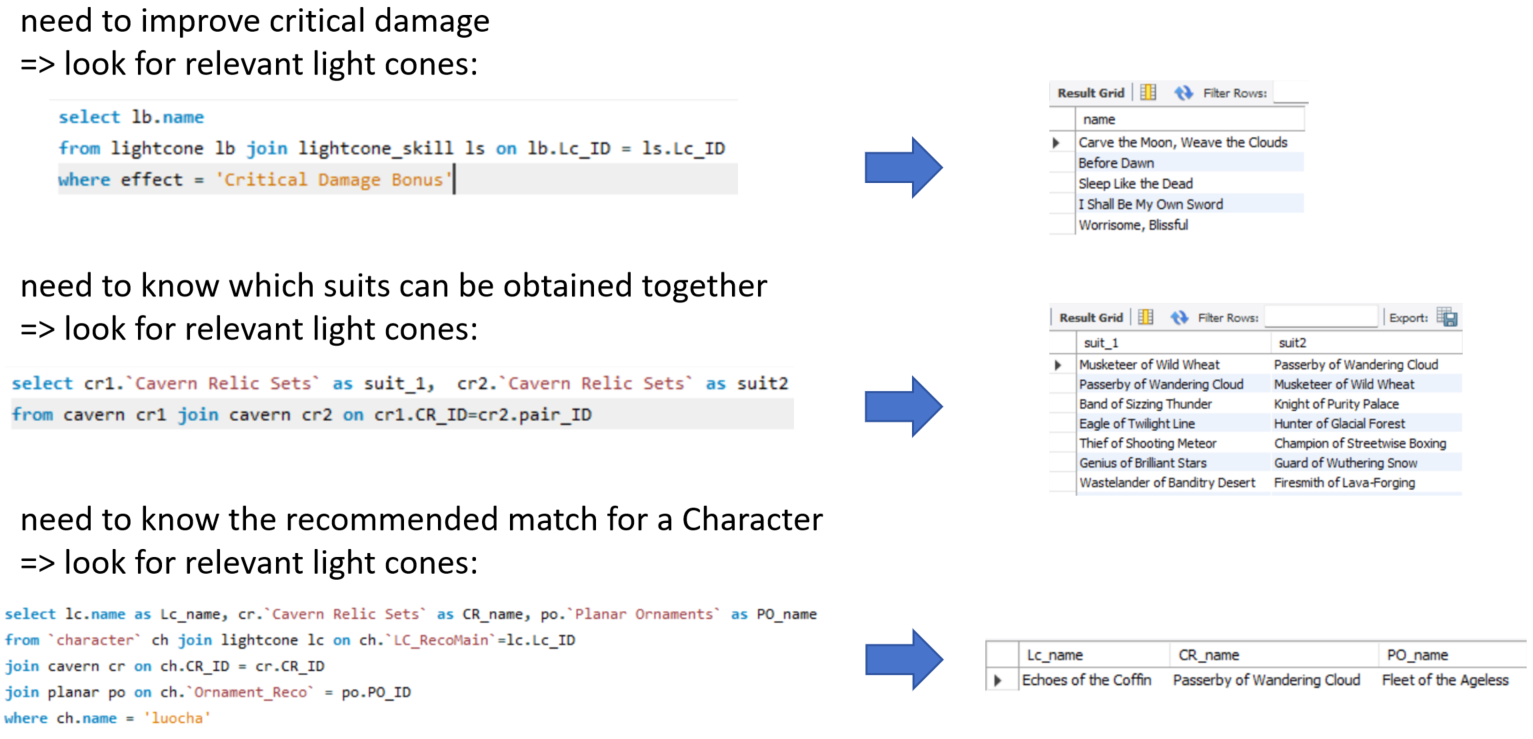 need to improve critical damage
=> look for relevant light cones:
select lb.name
from lightcone lb join lightcone_skill ls on lb.Lc_ID = ls.Lc_ID
where effect = 'Critical Damage Bonus'
Result Grid Filter Rows:
name
Carve the Moon, Weave the Clouds
Before Dawn
Sleep Like the Dead
I Shall Be My Own Sword
Worrisome, Blissful
need to know which suits can be obtained together
=> look for relevant light cones:
select cr1.`Cavern Relic Sets` as suit_1, cr2.`Cavern Relic Sets` as suit2
from cavern cr1 join cavern cr2 on cr1.CR_ID=cr2.pair_ID
Result Grid Filter Rows: Export:
suit_1 suit2
Musketeer of Wild Wheat Passerby of Wandering Cloud
Passerby of Wandering Cloud Musketeer of Wild Wheat
Band of Sizzing Thunder Knight of Purity Palace
Eagle of Twilight Line Hunter of Glacial Forest
Thief of Shooting Meteor Champion of Streetwise Boxing
Genius of Brilliant Stars Guard of Wuthering Snow
Wastelander of Banditry Desert Firesmith of Lava-Forging
need to know the recommended match for a Character
=> look for relevant light cones:
select lc.name as Lc_name, cr.`Cavern Relic Sets` as CR_name, po.`Planar Ornaments` as PO_name
from `character` ch join lightcone lc on ch.`LC_RecoMain`=lc.Lc_ID
join cavern cr on ch.CR_ID = cr.CR_ID
join planar po on ch.`Ornament_Reco` = po.PO_ID
where ch.name = 'luocha'
Lc_name CR_name PO_name
Echoes of the Coffin Passerby of Wandering Cloud Fleet of the Ageless